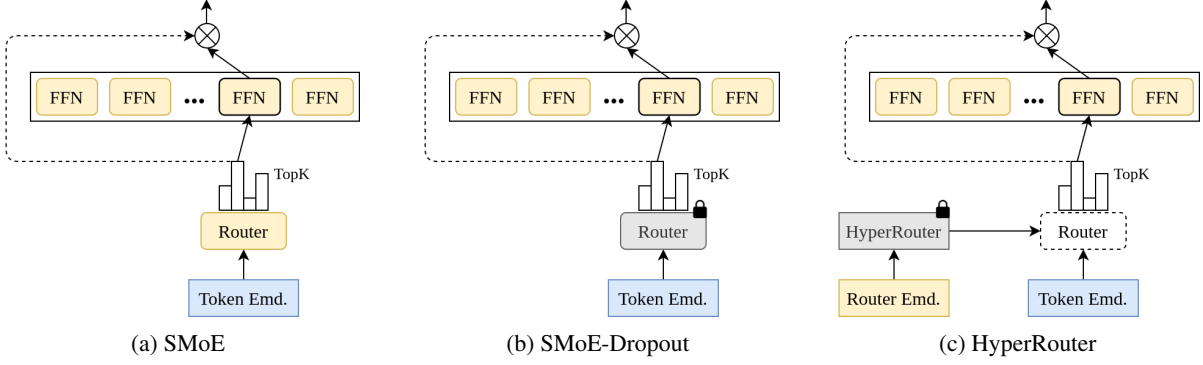 FFN FFN ... FFN FFN
TopK
Router
Token Emd.
(a) SMoE
FFN FFN ... FFN FFN
TopK
Router
Token Emd.
(b) SMoE-Dropout
FFN FFN ... FFN FFN
TopK
HyperRouter Router
Router Emd. Token Emd.
(c) HyperRouter